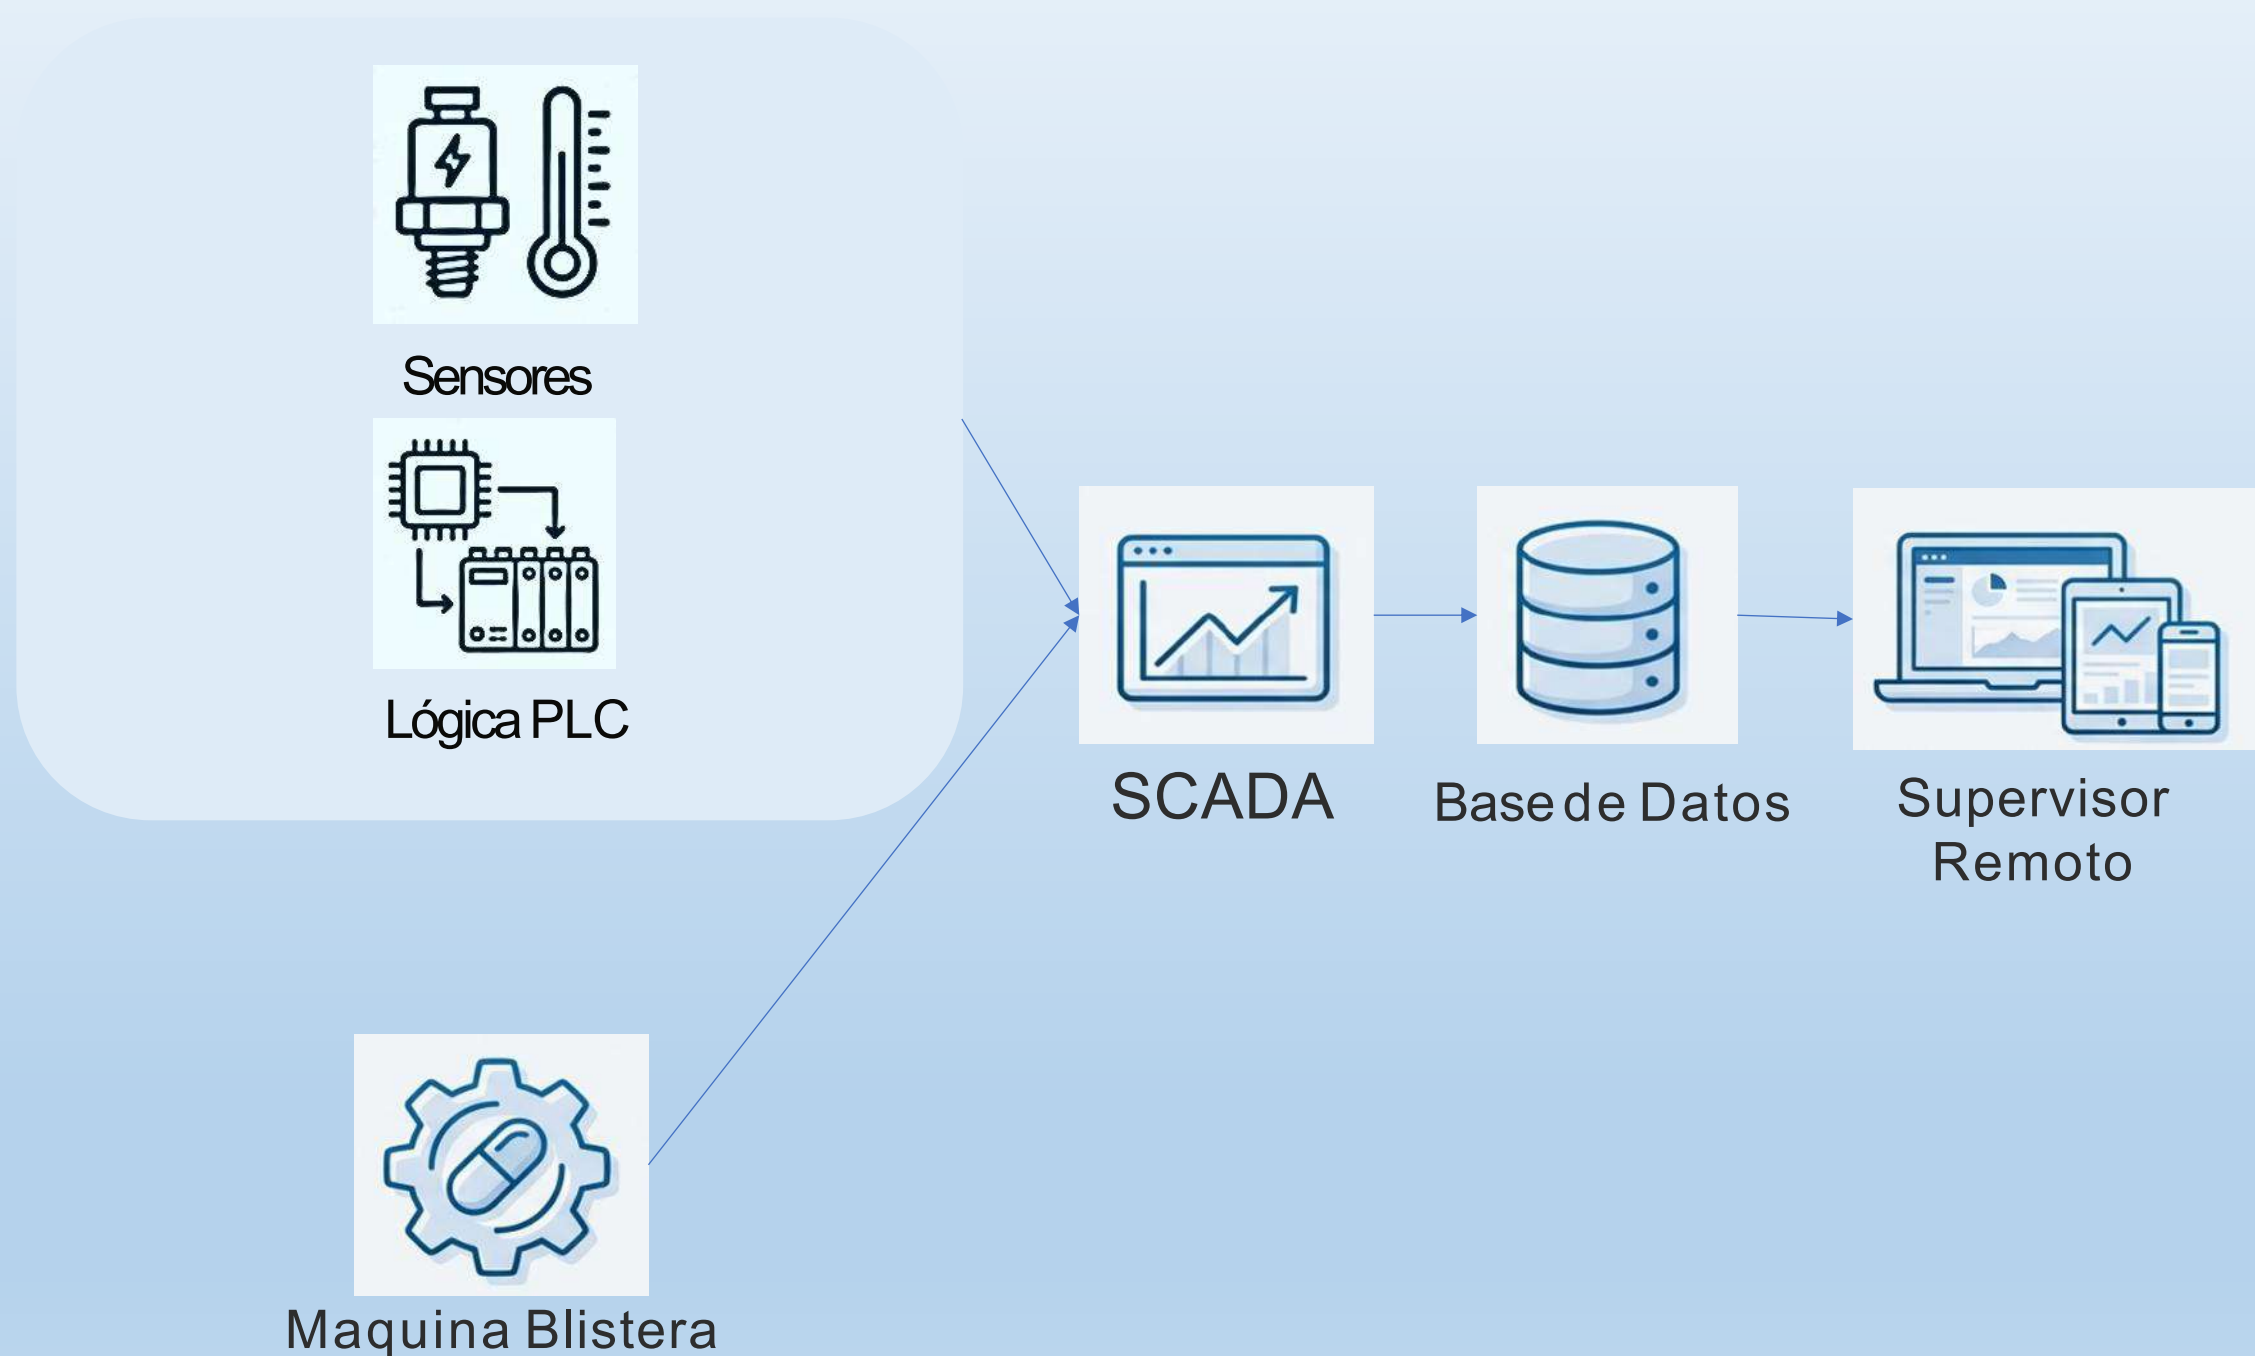 Sensores
Lógica PLC
SCADA
Base de Datos
Supervisor
Remoto
Maquina Blistera